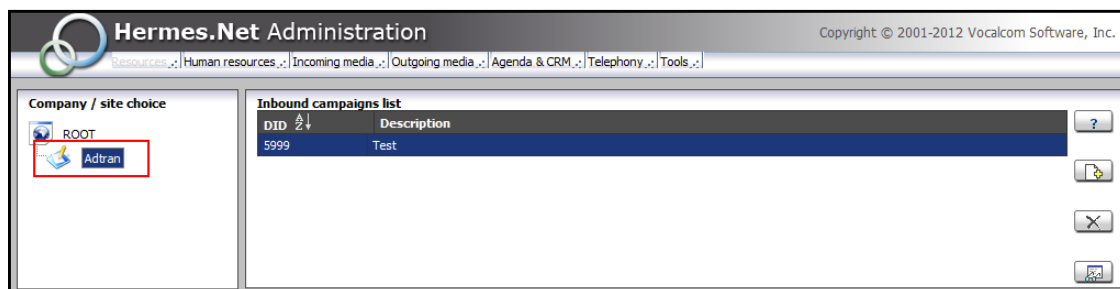 Hermes.Net Administration
Copyright © 2001-2012 Vocalcom Software, Inc.
Resources .: Human resources .: Incoming media .: Outgoing media .: Agenda & CRM .: Telephony .: Tools .:
Company / site choice
ROOT
Adtran
Inbound campaigns list
DID Description
5999 Test
?